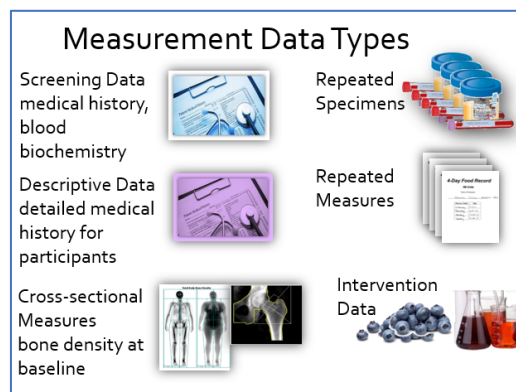 Measurement Data Types
Screening Data
medical history,
blood
biochemistry
Descriptive Data
detailed medical
history for
participants
Cross-sectional
Measures
bone density at
baseline
Repeated
Specimens
Repeated
Measures
4-Day Food Record
Intervention
Data